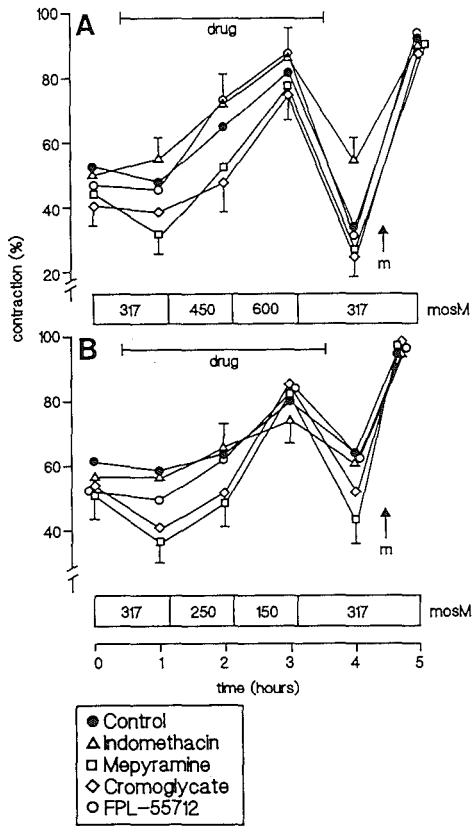 A
drug
100
80
60
40
20
contraction (%)
m
317 450 600 317 mosM
B
drug
100
80
60
40
m
317 250 150 317 mosM
0 1 2 3 4 5
time (hours)
Control
Indomethacin
Mepyramine
Cromoglycate
FPL-55712